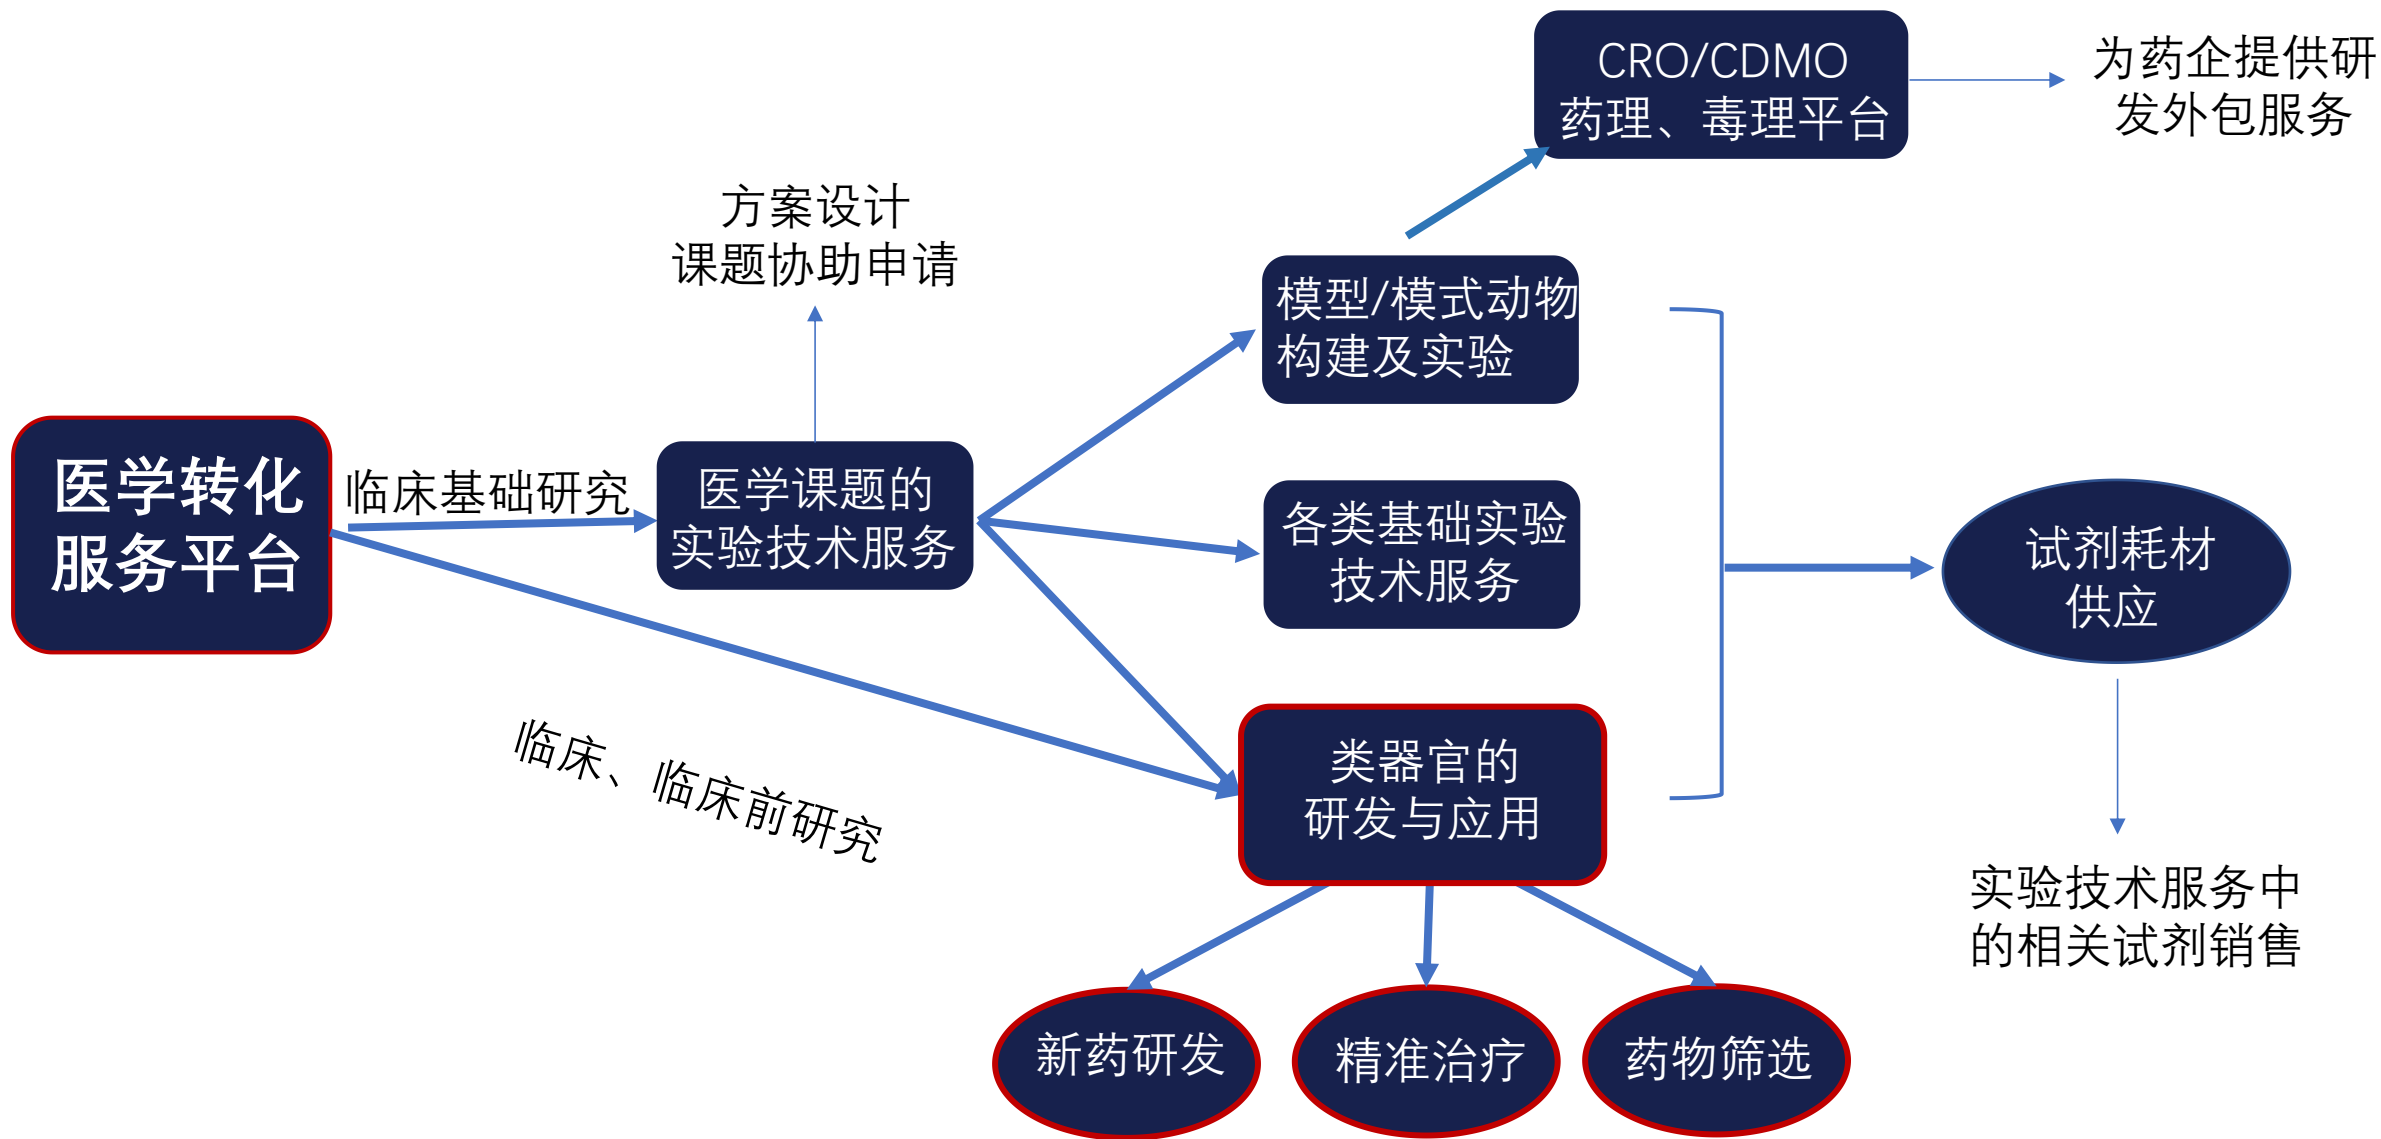 CRO/CDMO
药理、毒理平台
为药企提供研
发外包服务
方案设计
课题协助申请
模型/模式动物
构建及实验
医学转化
服务平台
临床基础研究
医学课题的
实验技术服务
各类基础实验
技术服务
试剂耗材
供应
临床、临床前研究
类器官的
研发与应用
实验技术服务中
的相关试剂销售
新药研发
精准治疗
药物筛选